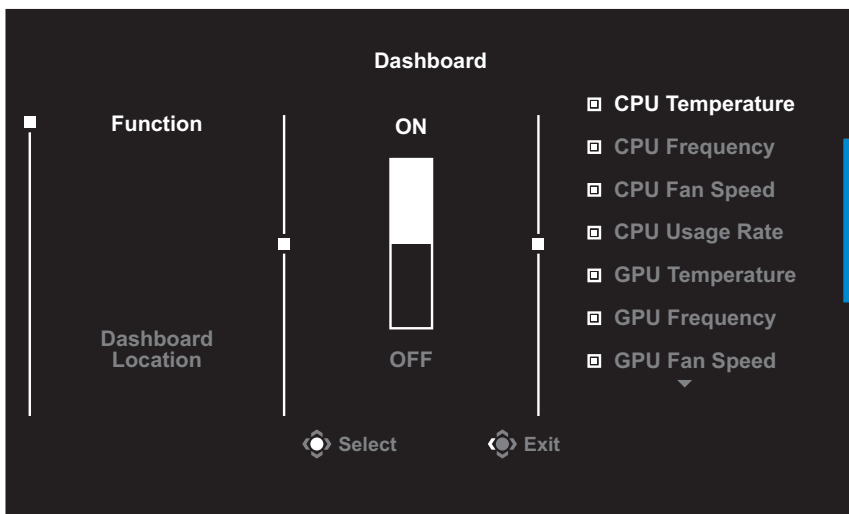 Dashboard
Function
Dashboard
Location
ON
OFF
CPU Temperature
CPU Frequency
CPU Fan Speed
CPU Usage Rate
GPU Temperature
GPU Frequency
GPU Fan Speed
Select
Exit